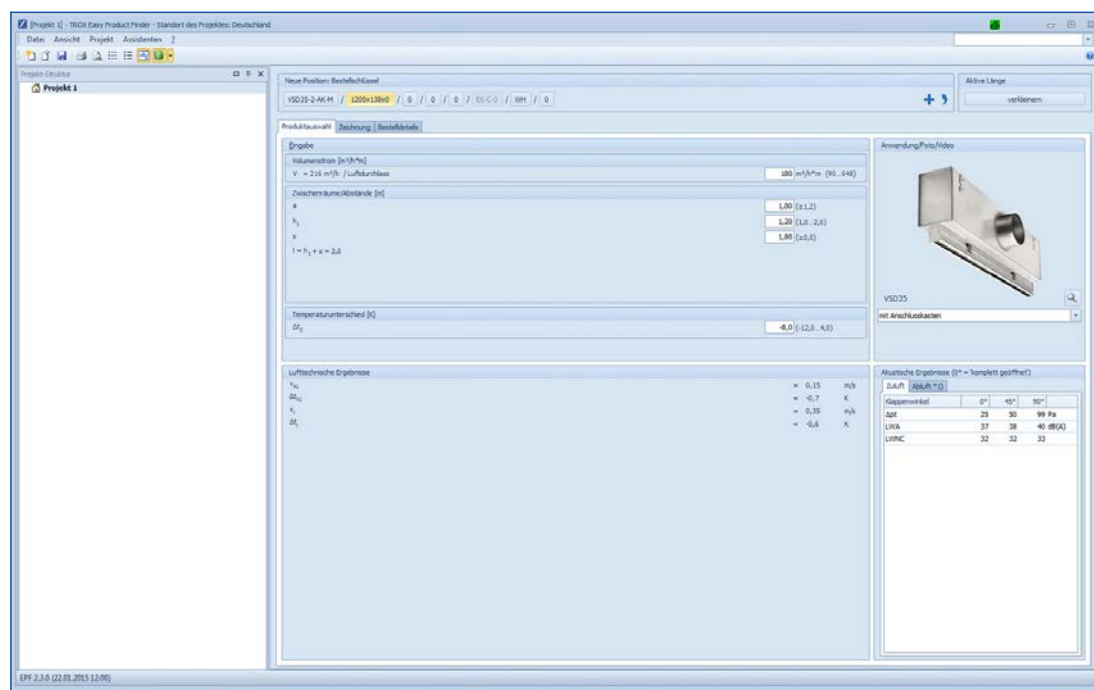 [Projekt 1] - TROX Easy Product Finder - Standort des Projektes: Deutschland
Datei Ansicht Projekt Assistenten ?
Projekt-Struktur
Projekt 1
Neue Position: Bestellschlüssel
VSD35-2-AK-M / 1200x138x0 / 0 / 0 / 0 / E6-C-0 / WH / 0
Aktive Länge
verkleinern
Produktauswahl Zeichnung Bestelldetails
Eingabe
Volumenstrom [m³/h*m]
V = 216 m³/h / Luftdurchlass 180 m³/h*m (90...648)
Zwischenräume/Abstände [m]
a 1,80 (≥1,2)
h₁ 1,20 (1,0...2,0)
x 1,80 (≥0,0)
l = h₁ + x = 2,0
Temperaturunterschied [K]
Δt_z -8,0 (-12,0...4,0)
Anwendung/Foto/Video
VSD35
mit Anschlusskasten
Lufttechnische Ergebnisse
= 0,15 m/s
= -0,7 K
= 0,35 m/s
Δt_l = -0,6 K
Akustische Ergebnisse (0° = 'komplett geöffnet')
Zuluft Abluft *1)
Klappenwinkel 0° 45° 90°
Δpt 25 50 99 Pa
LWA 37 38 40 dB(A)
LWNC 32 32 33
EPF 2.3.0 (22.01.2015 12:00)